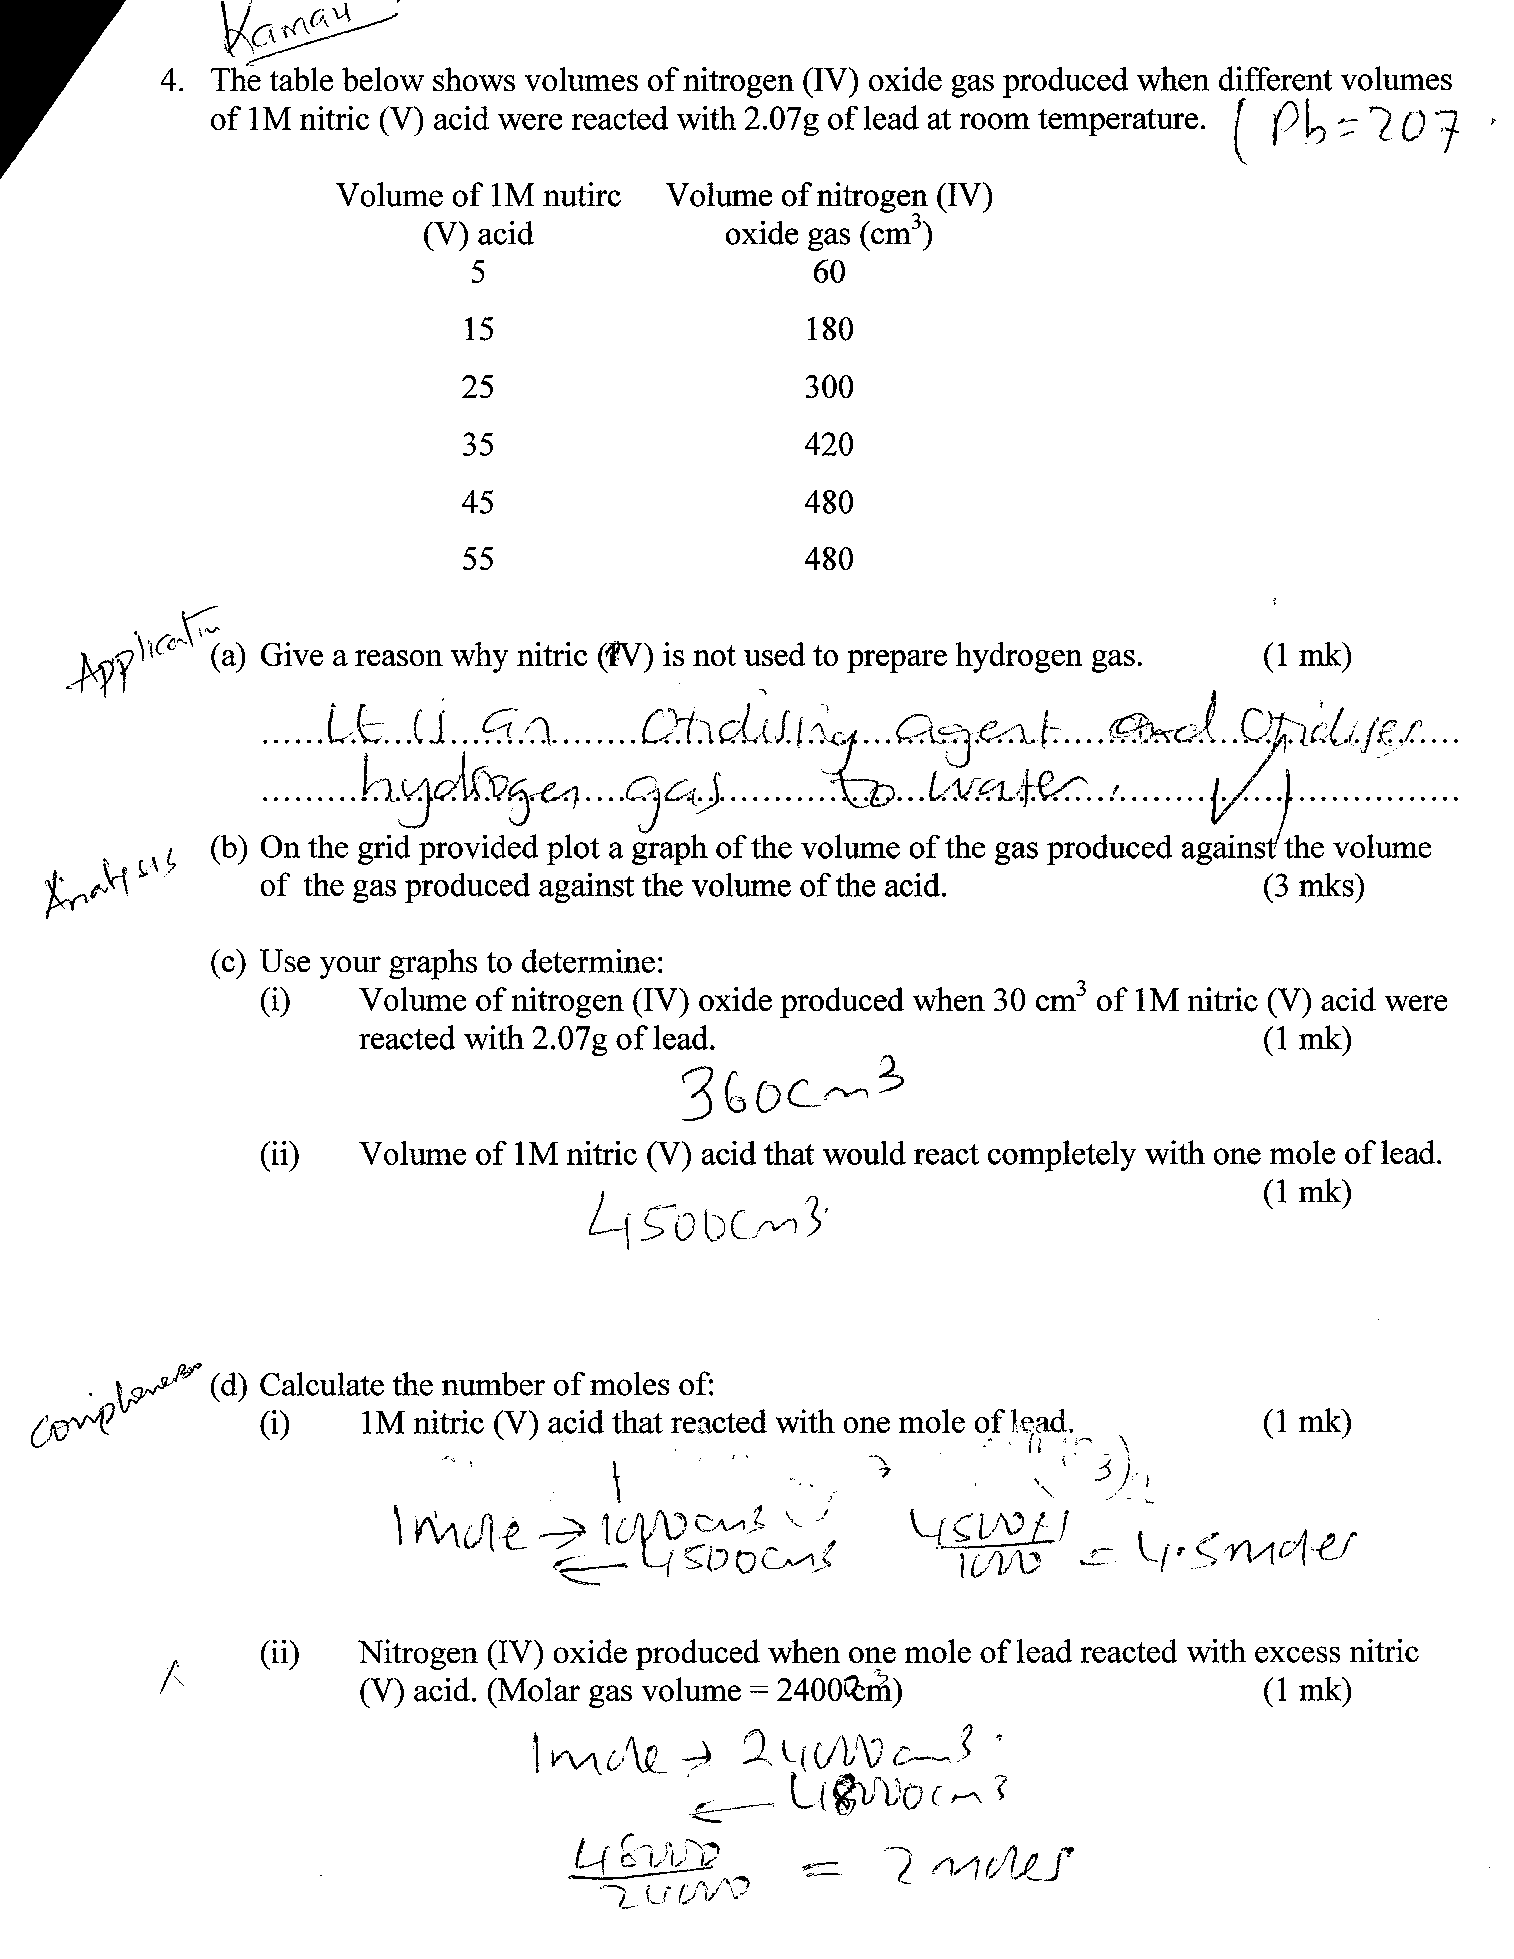 Kamau
4. The table below shows volumes of nitrogen (IV) oxide gas produced when different volumes
of 1M nitric (V) acid were reacted with 2.07g of lead at room temperature. ( Pb = 207
Volume of 1M nutirc Volume of nitrogen (IV)
(V) acid oxide gas (cm³)
5 60
15 180
25 300
35 420
45 480
55 480
Applicatn
(a) Give a reason why nitric (IV) is not used to prepare hydrogen gas. (1 mk)
It is an Oxidising agent and Oxidises
hydrogen gas to water. ✓1
Analysis
(b) On the grid provided plot a graph of the volume of the gas produced against the volume
of the gas produced against the volume of the acid. (3 mks)
(c) Use your graphs to determine:
(i) Volume of nitrogen (IV) oxide produced when 30 cm³ of 1M nitric (V) acid were
reacted with 2.07g of lead. (1 mk)
360cm3
(ii) Volume of 1M nitric (V) acid that would react completely with one mole of lead.
(1 mk)
4500cm3
(d) Calculate the number of moles of:
(i) 1M nitric (V) acid that reacted with one mole of lead. (1 mk)
1mole → 1000cm3
← 4500cm3
4500x1/1000 = 4.5moles
(ii) Nitrogen (IV) oxide produced when one mole of lead reacted with excess nitric
(V) acid. (Molar gas volume = 24000cm³) (1 mk)
1mole → 24000cm3.
← 48000cm3
48000/24000 = 2 moles